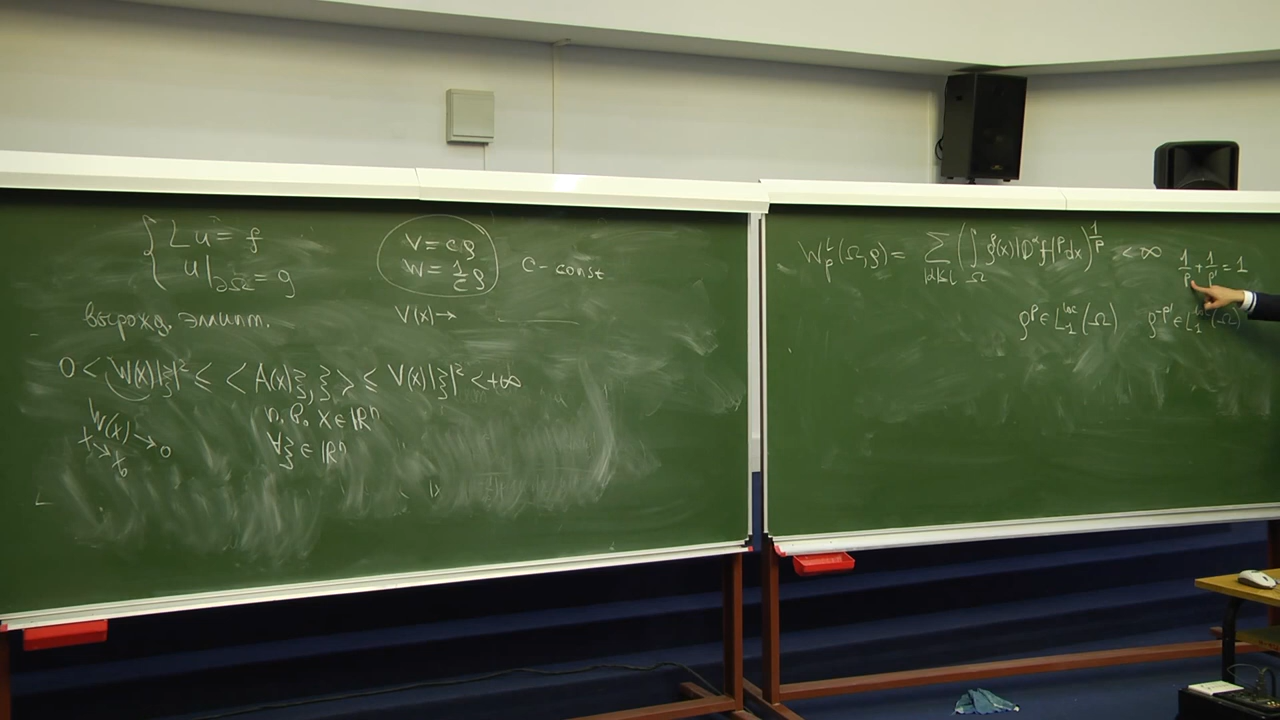 { Lu = f
u|∂Ω = g
V = cρ
W = 1/c ρ
c - const
вырожд. эллипт.
V(x) →
0 < W(x)|ξ|² ≤ < A(x)ξ, ξ > ≤ V(x)|ξ|² < +∞
W(x) → 0
x → x₀
п. в. x ∈ ℝⁿ
∀ξ ∈ ℝⁿ
W_p^l(Ω, ρ) = Σ_{|α|≤l} (∫_Ω ρ(x)|D^α f|^p dx)^{1/p} < ∞
1/p + 1/p' = 1
ρ^p ∈ L_1^{loc}(Ω) ρ^{-p'} ∈ L_1^{loc}(Ω)